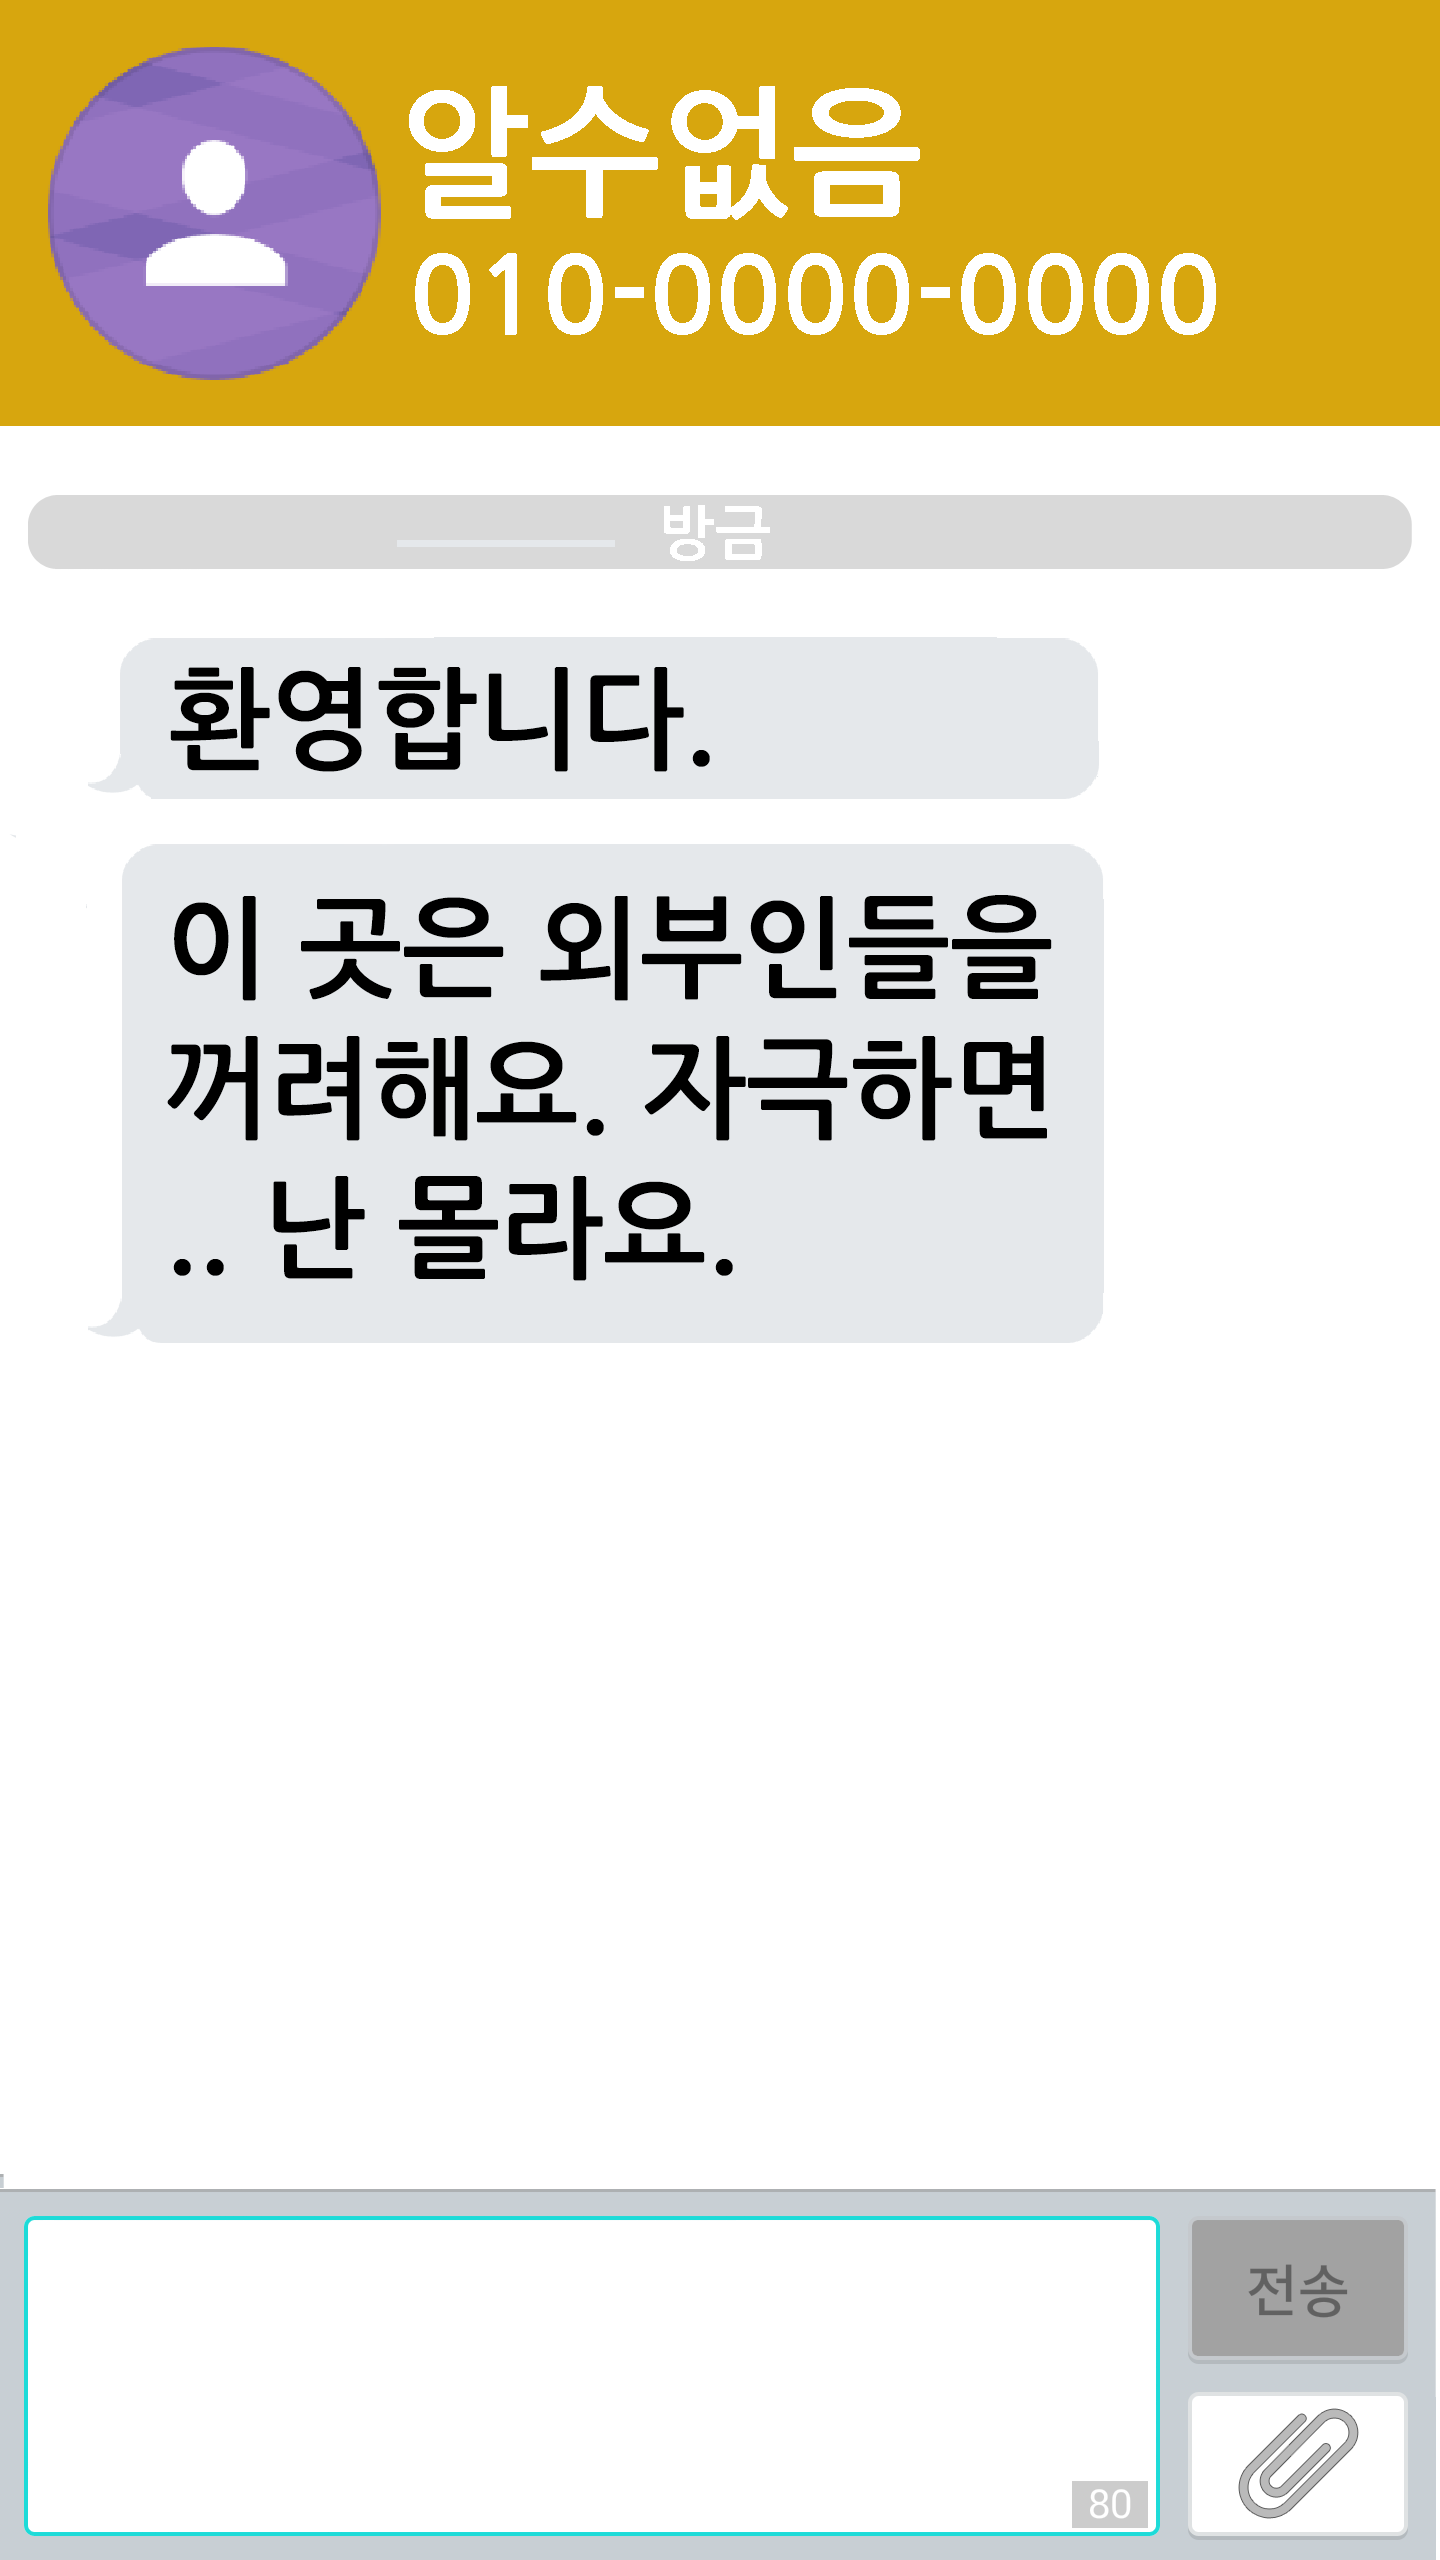 알수없음
010-0000-0000
방금
환영합니다.
이 곳은 외부인들을
꺼려해요. 자극하면
.. 난 몰라요.
전송
80